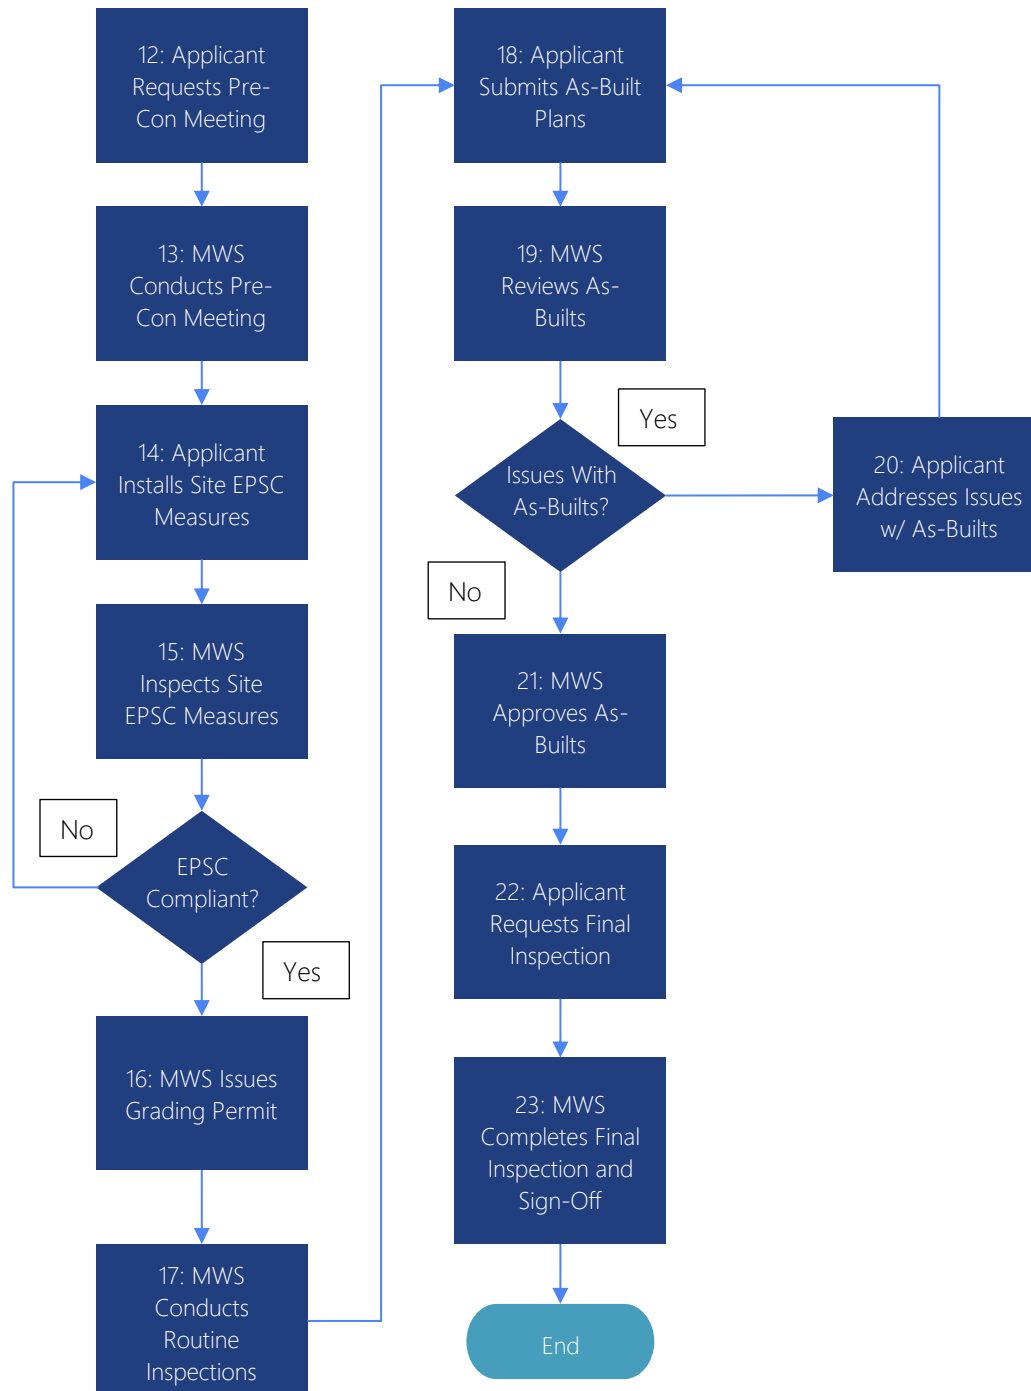 12: Applicant
Requests Pre-
Con Meeting
13: MWS
Conducts Pre-
Con Meeting
14: Applicant
Installs Site EPSC
Measures
15: MWS
Inspects Site
EPSC Measures
No
EPSC
Compliant?
Yes
16: MWS Issues
Grading Permit
17: MWS
Conducts
Routine
Inspections
18: Applicant
Submits As-Built
Plans
19: MWS
Reviews As-
Builts
Yes
Issues With
As-Builts?
20: Applicant
Addresses Issues
w/ As-Builts
No
21: MWS
Approves As-
Builts
22: Applicant
Requests Final
Inspection
23: MWS
Completes Final
Inspection and
Sign-Off
End